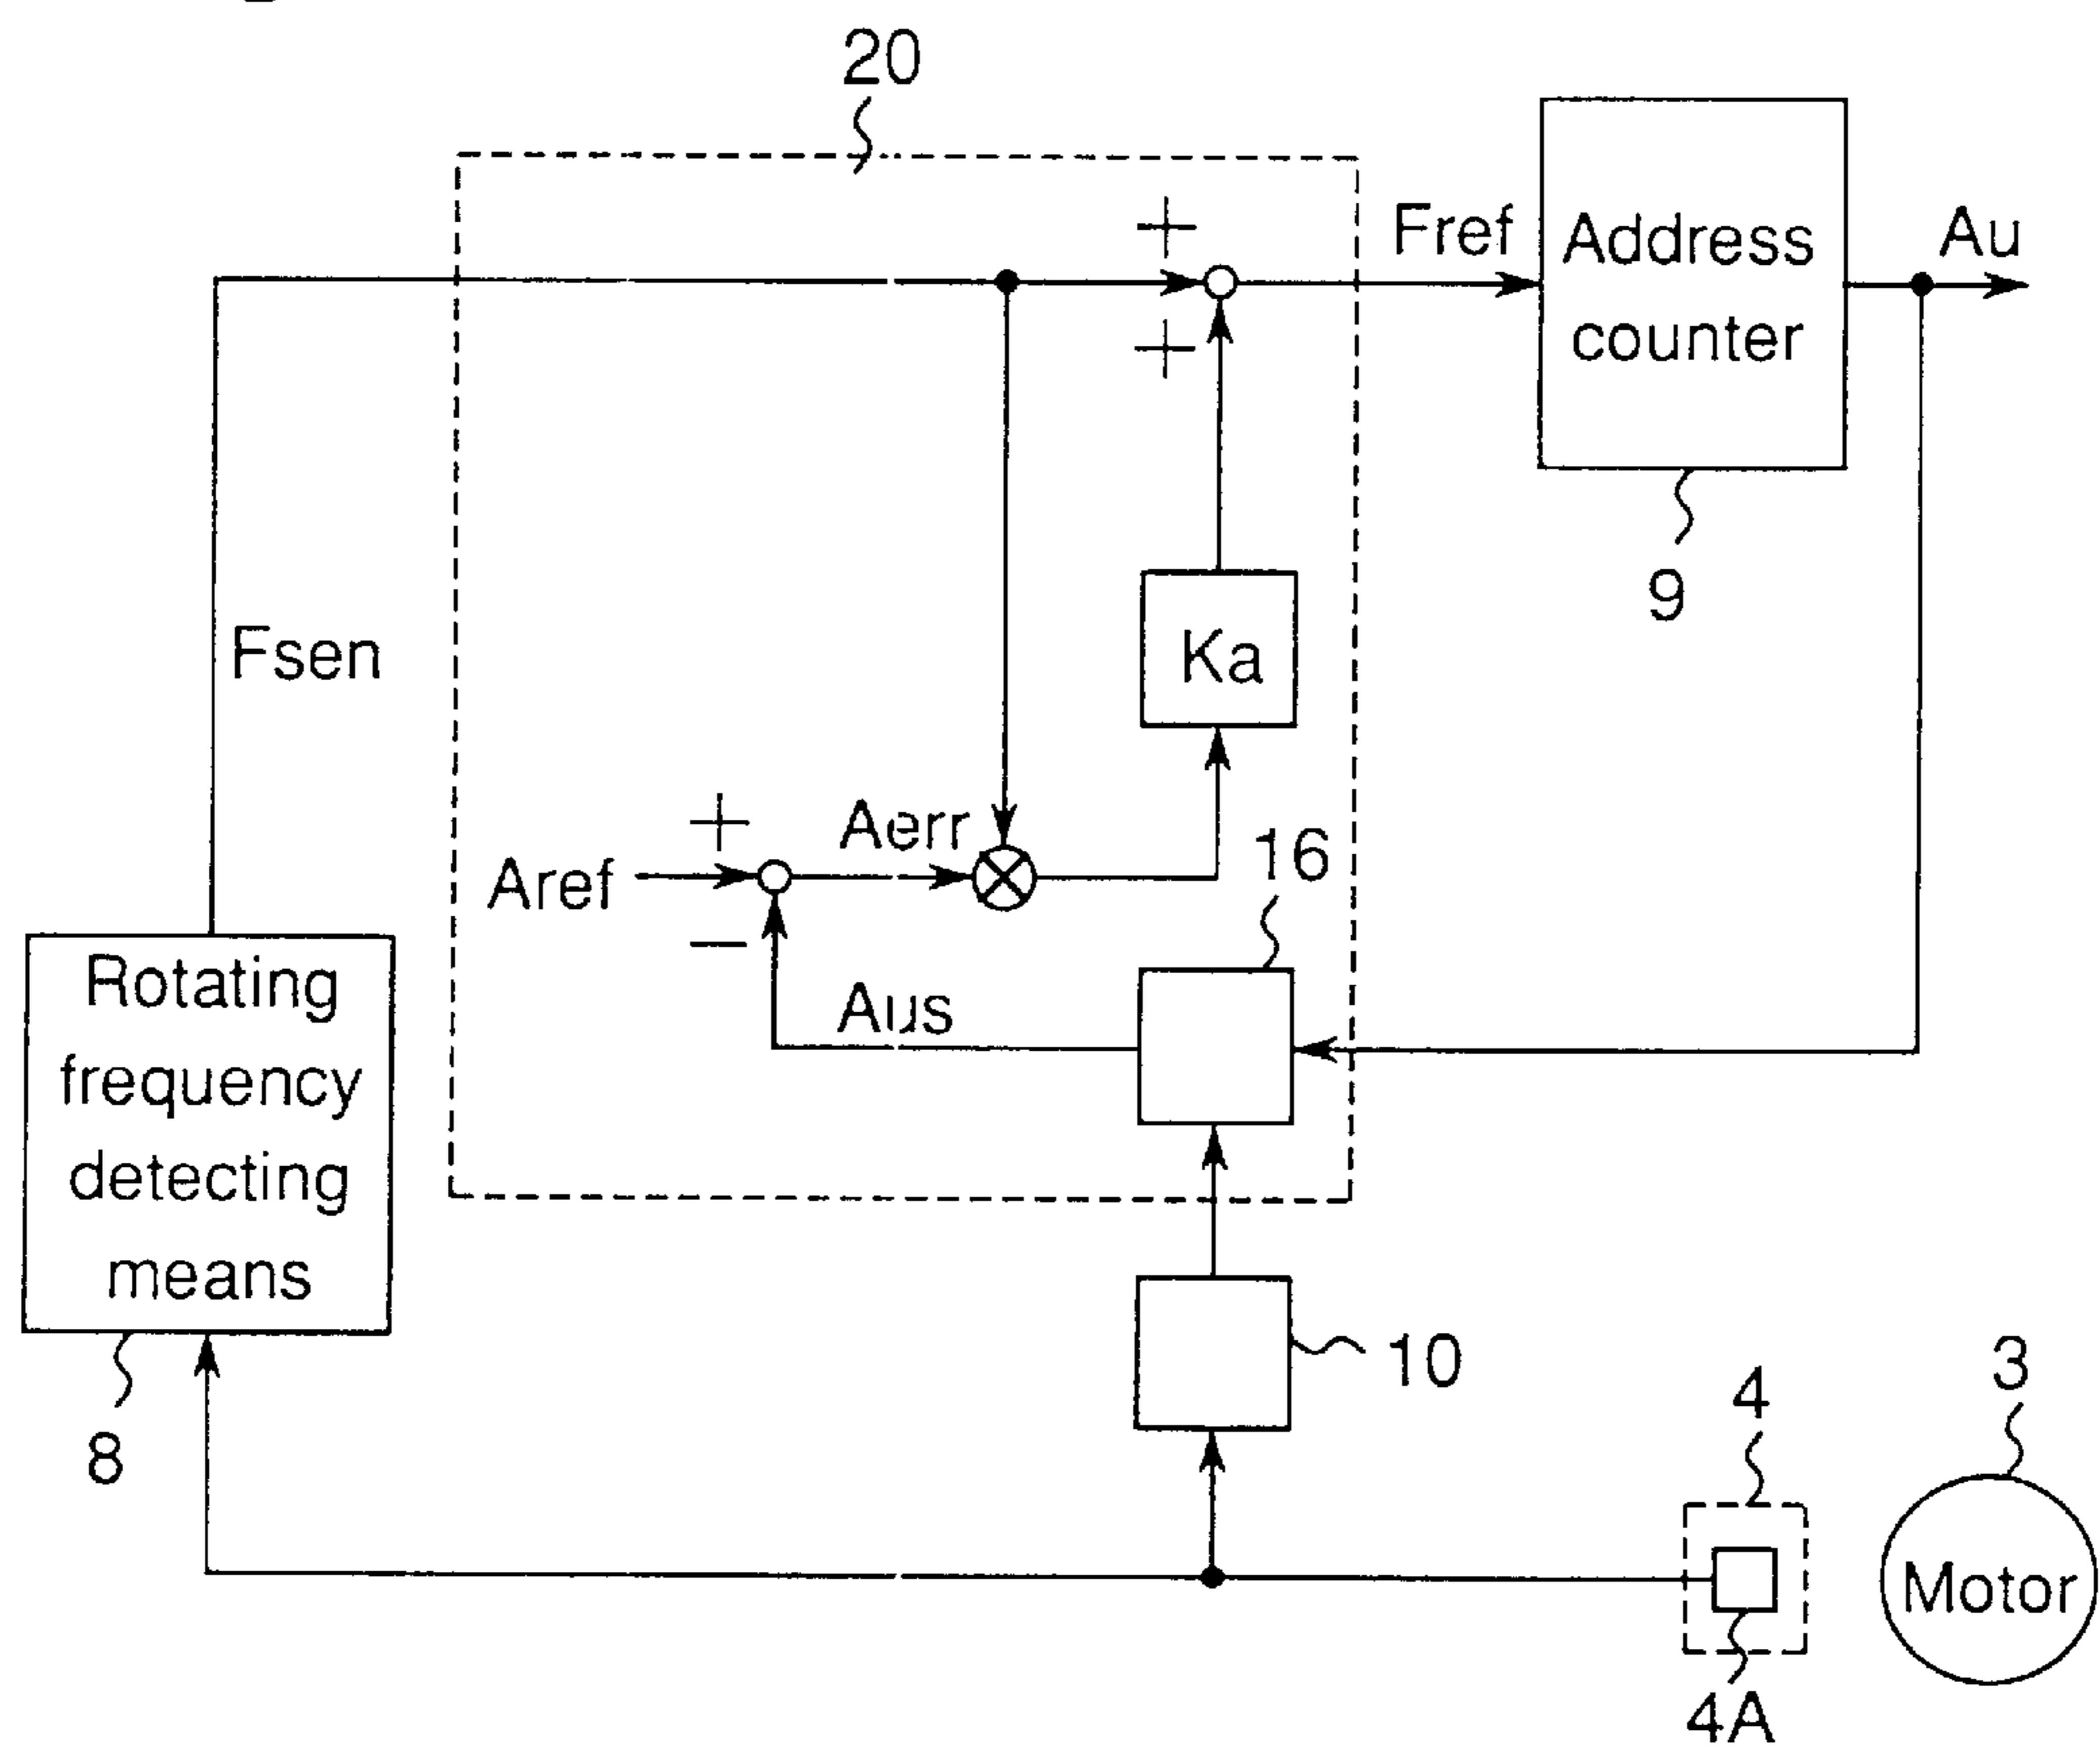 20
+
Fref
Address
counter
Au
+
9
Fsen
Ka
+
Aerr
16
Aref
−
Aus
Rotating
frequency
detecting
means
10
8
4
3
Motor
4A